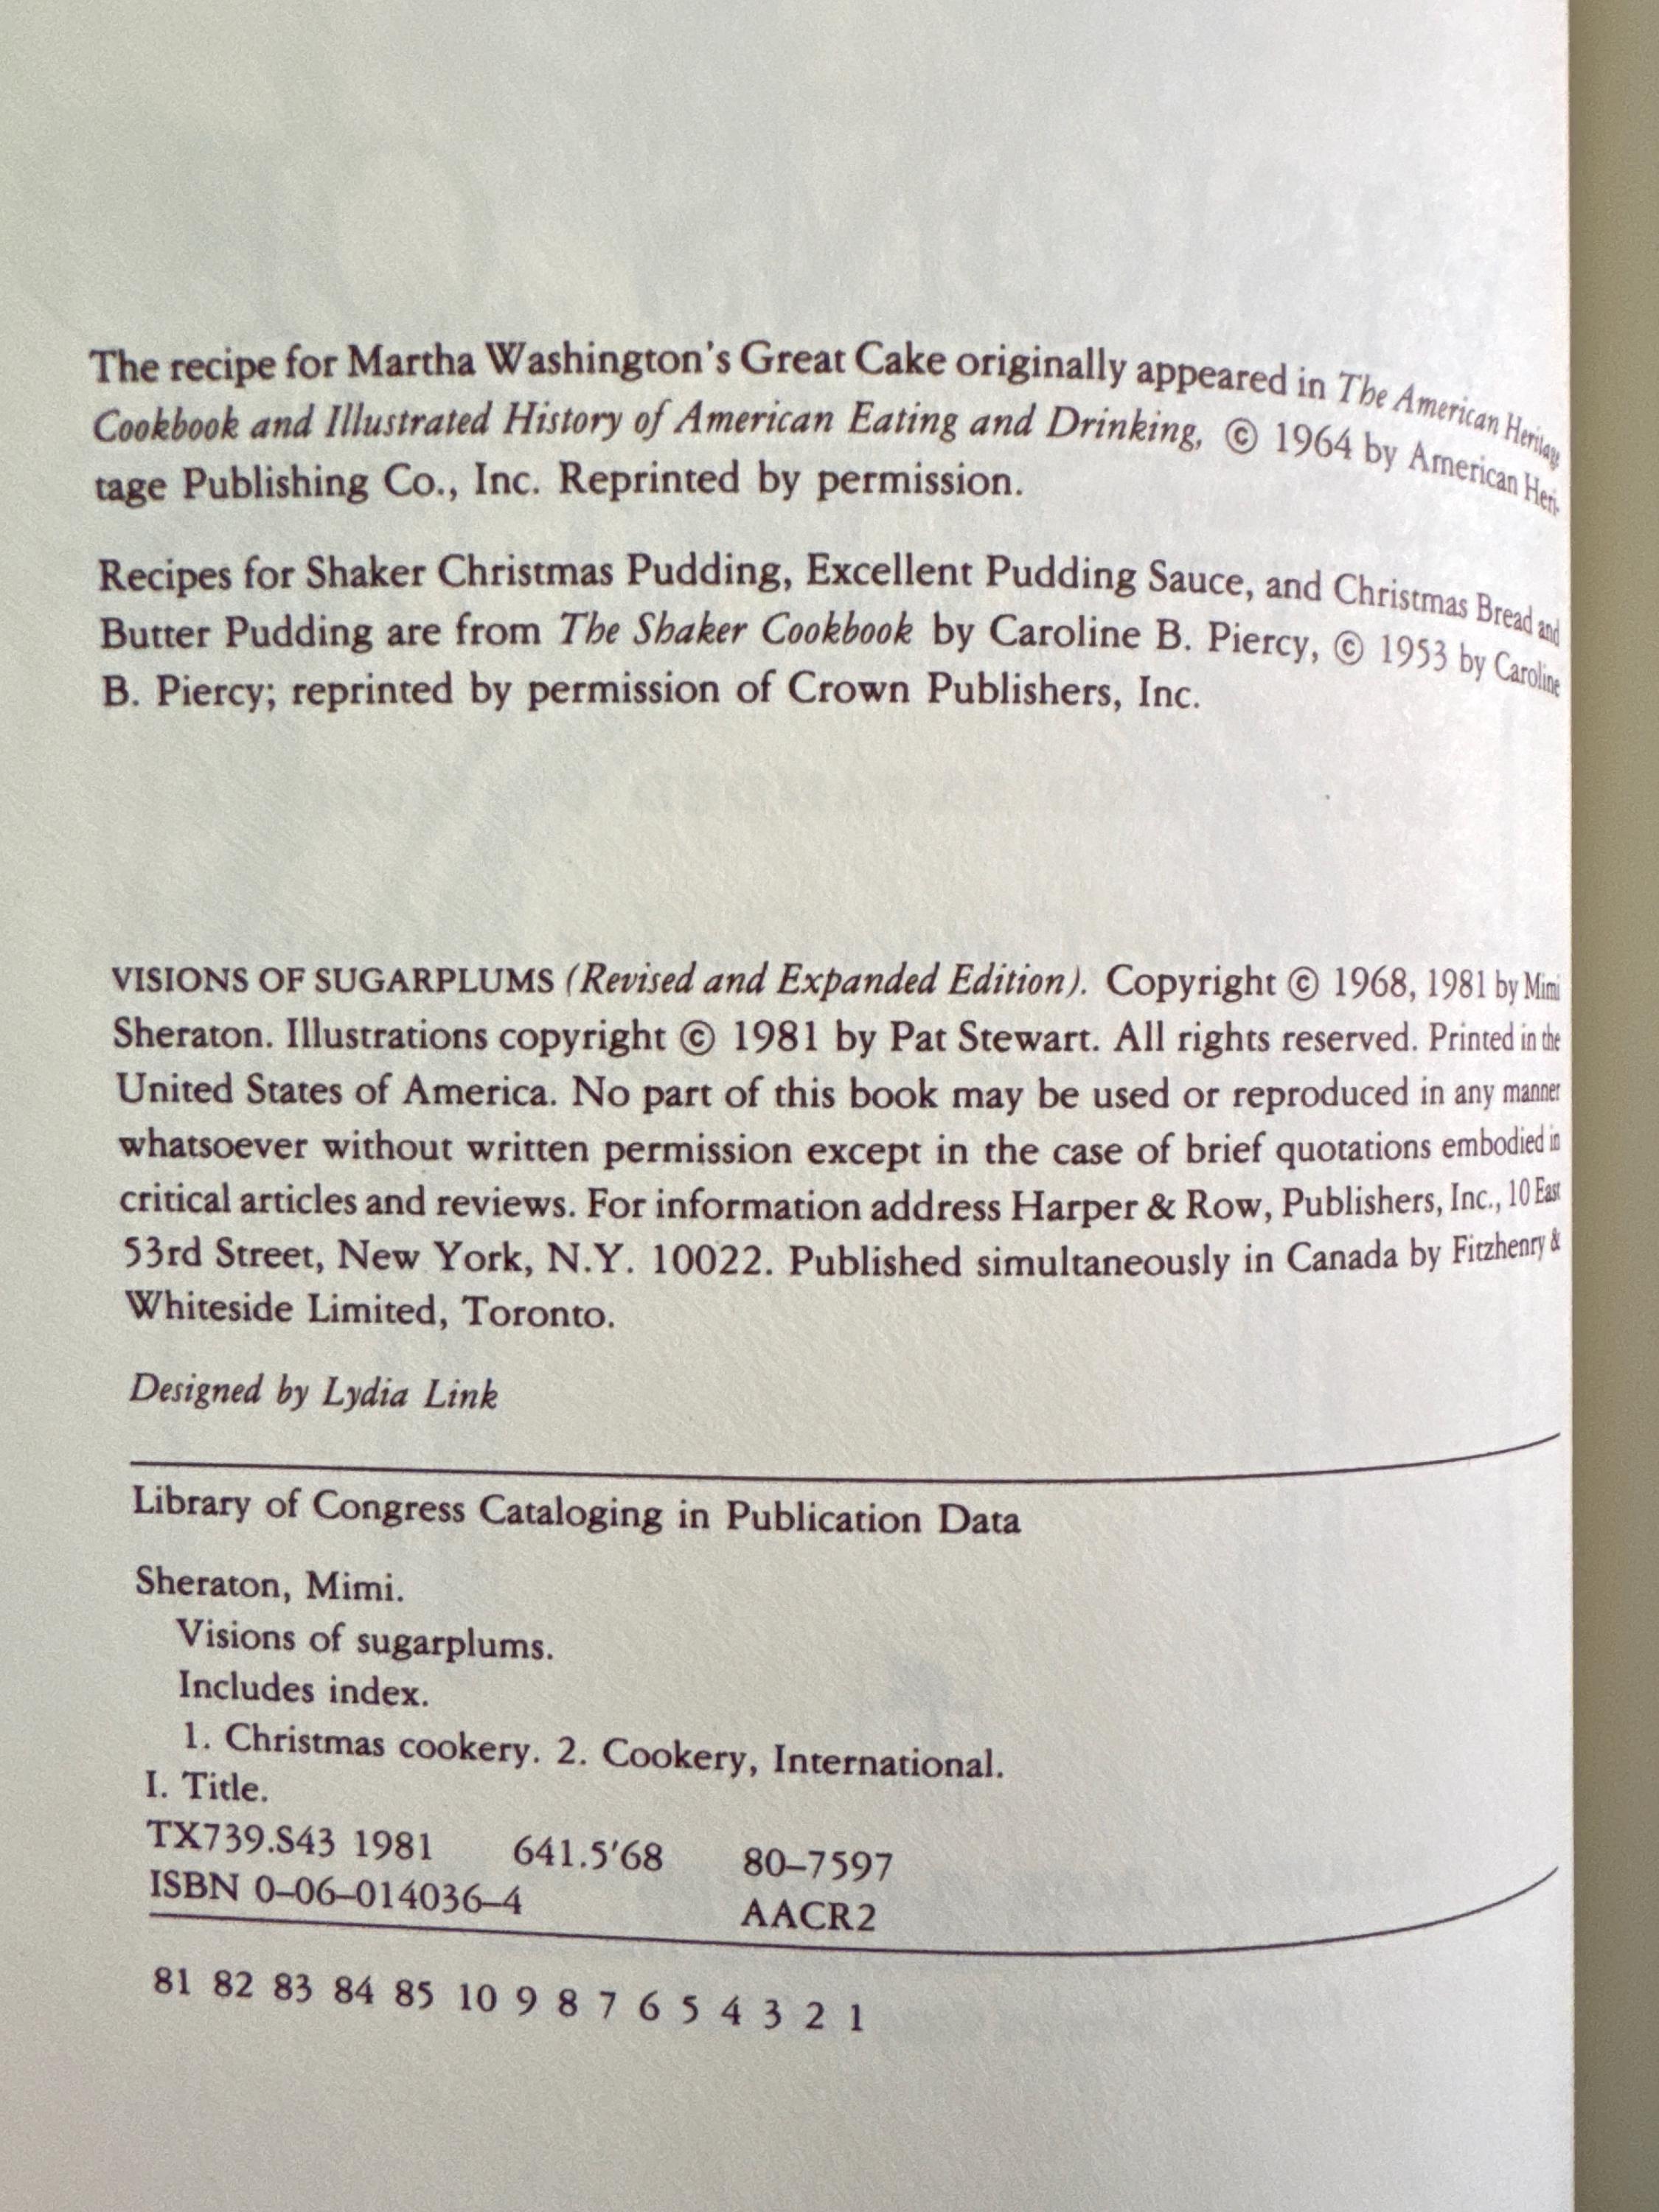 The recipe for Martha Washington's Great Cake originally appeared in The American Heritage
Cookbook and Illustrated History of American Eating and Drinking, © 1964 by American Heri-
tage Publishing Co., Inc. Reprinted by permission.
Recipes for Shaker Christmas Pudding, Excellent Pudding Sauce, and Christmas Bread and
Butter Pudding are from The Shaker Cookbook by Caroline B. Piercy, © 1953 by Caroline
B. Piercy; reprinted by permission of Crown Publishers, Inc.
VISIONS OF SUGARPLUMS (Revised and Expanded Edition). Copyright © 1968, 1981 by Mimi
Sheraton. Illustrations copyright © 1981 by Pat Stewart. All rights reserved. Printed in the
United States of America. No part of this book may be used or reproduced in any manner
whatsoever without written permission except in the case of brief quotations embodied in
critical articles and reviews. For information address Harper & Row, Publishers, Inc., 10 East
53rd Street, New York, N.Y. 10022. Published simultaneously in Canada by Fitzhenry &
Whiteside Limited, Toronto.
Designed by Lydia Link
Library of Congress Cataloging in Publication Data
Sheraton, Mimi.
Visions of sugarplums.
Includes index.
1. Christmas cookery. 2. Cookery, International.
I. Title.
TX739.S43 1981 641.5'68 80–7597
ISBN 0–06–014036–4 AACR2
81 82 83 84 85 10 9 8 7 6 5 4 3 2 1